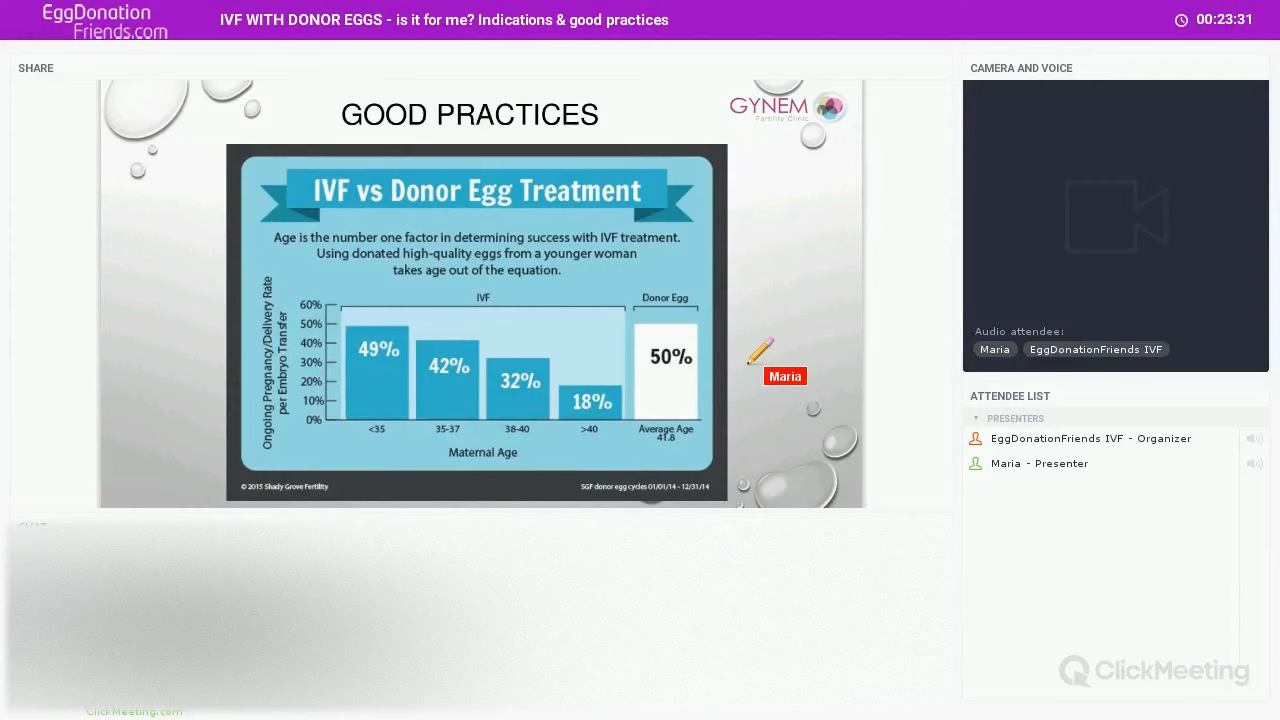 EggDonation
Friends.com
IVF WITH DONOR EGGS - is it for me? Indications & good practices
00:23:31
SHARE
GOOD PRACTICES
GYNEM
Fertility Clinic
IVF vs Donor Egg Treatment
Age is the number one factor in determining success with IVF treatment.
Using donated high-quality eggs from a younger woman
takes age out of the equation.
Ongoing Pregnancy/Delivery Rate
per Embryo Transfer
IVF
Donor Egg
60%
50%
40%
30%
20%
10%
0%
49%
42%
32%
18%
50%
<35
35-37
38-40
>40
Average Age
41.8
Maternal Age
© 2015 Shady Grove Fertility
SGF donor egg cycles 01/01/14 - 12/31/14
Maria
CAMERA AND VOICE
Audio attendee:
Maria
EggDonationFriends IVF
ATTENDEE LIST
PRESENTERS
EggDonationFriends IVF - Organizer
Maria - Presenter
ClickMeeting
CHAT
ClickMeeting.com